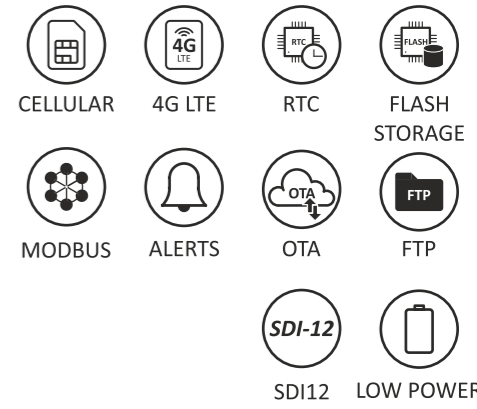 4G
LTE
RTC
FLASH
CELLULAR
4G LTE
RTC
FLASH
STORAGE
OTA
FTP
MODBUS
ALERTS
OTA
FTP
SDI-12
SDI12
LOW POWER